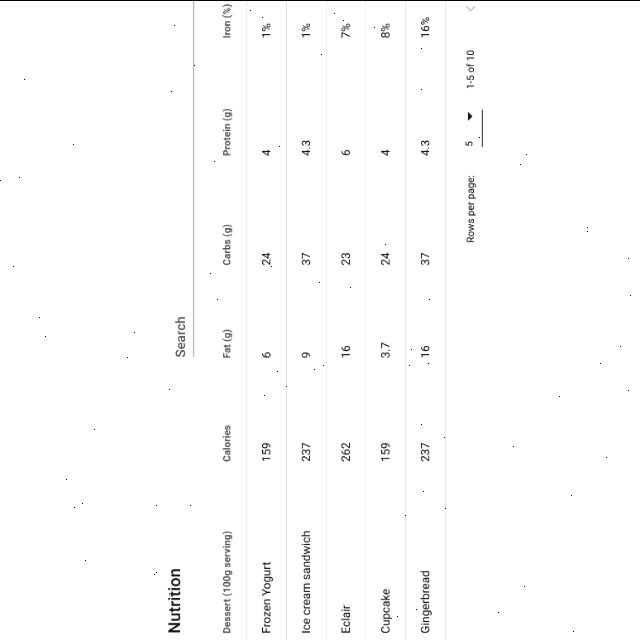 Nutrition
Search
Dessert (100g serving) Calories Fat (g) Carbs (g) Protein (g) Iron (%)
Frozen Yogurt 159 6 24 4 1%
Ice cream sandwich 237 9 37 4.3 1%
Eclair 262 16 23 6 7%
Cupcake 159 3.7 24 4 8%
Gingerbread 237 16 37 4.3 16%
Rows per page: 5 1-5 of 10